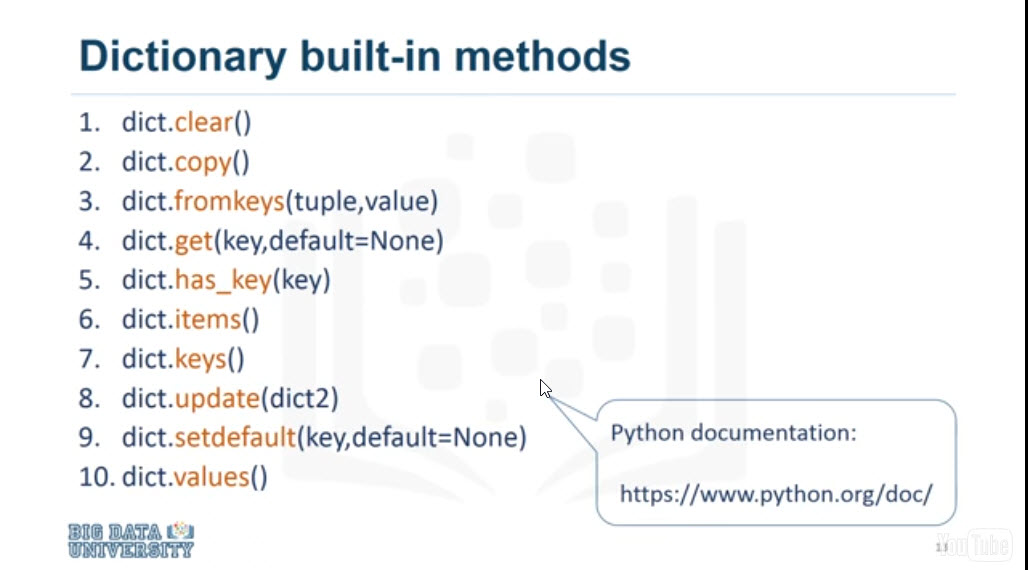 Dictionary built-in methods
1. dict.clear()
2. dict.copy()
3. dict.fromkeys(tuple,value)
4. dict.get(key,default=None)
5. dict.has_key(key)
6. dict.items()
7. dict.keys()
8. dict.update(dict2)
9. dict.setdefault(key,default=None)
10. dict.values()
Python documentation:
https://www.python.org/doc/
BIG DATA
UNIVERSITY
11
YouTube